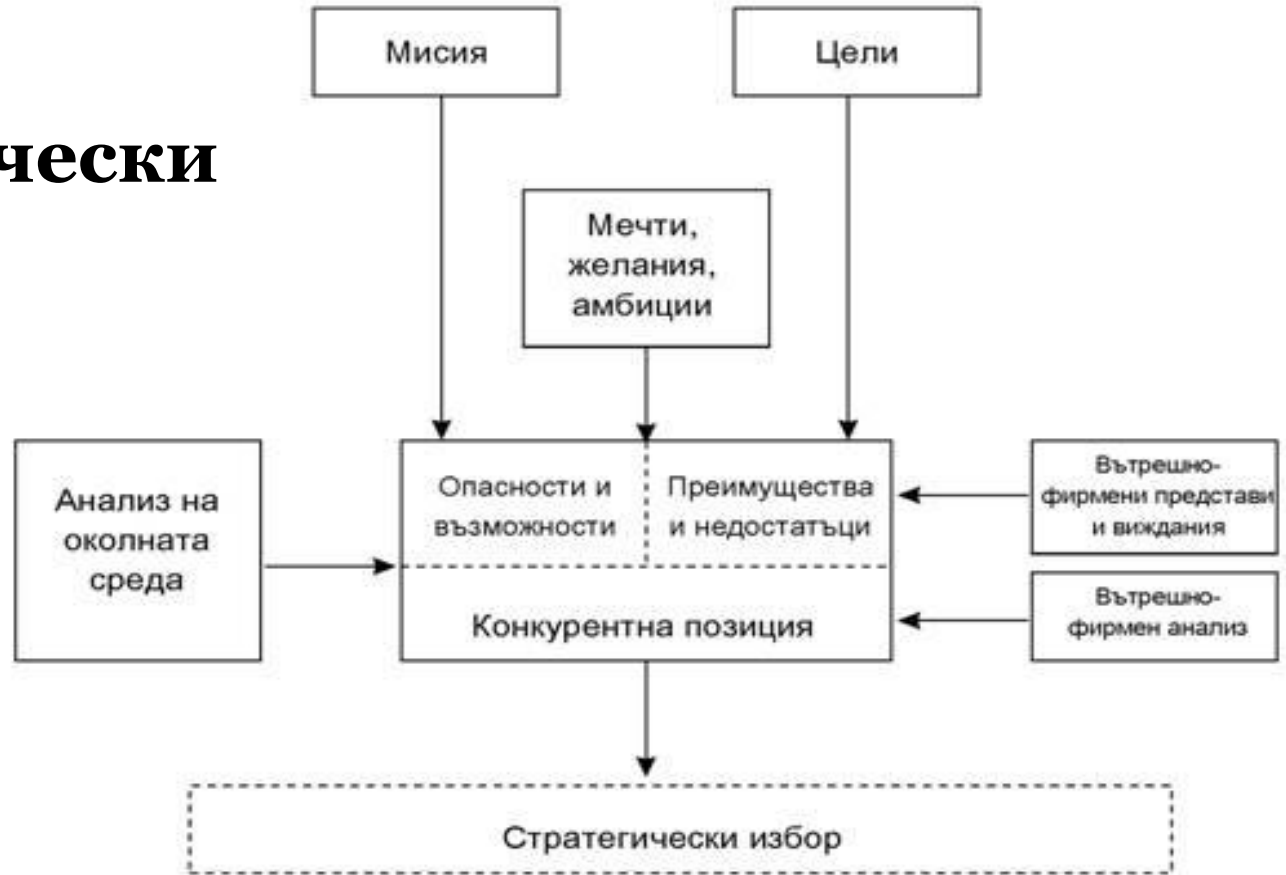 Мисия
Цели
чески
Мечти,
желания,
амбиции
Анализ на
околната
среда
Опасности и
възможности
Преимущества
и недостатъци
Конкурентна позиция
Вътрешно-
фирмени представи
и виждания
Вътрешно-
фирмен анализ
Стратегически избор